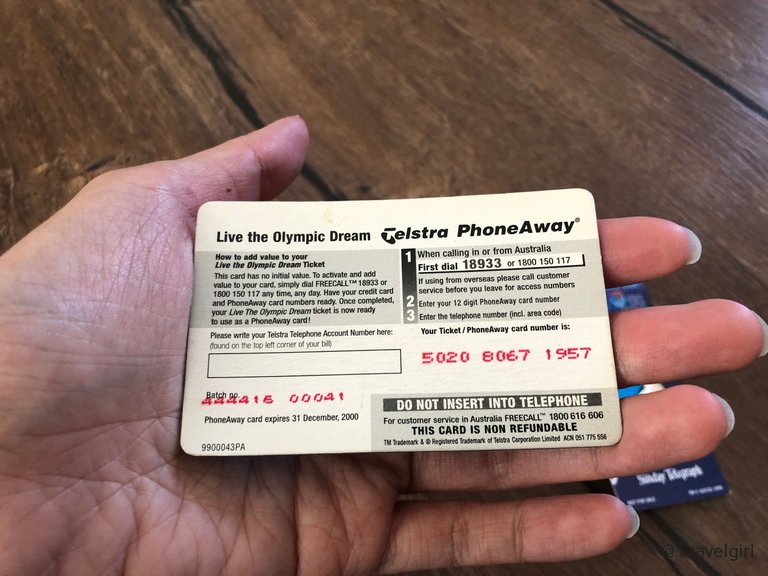 Live the Olympic Dream
Telstra PhoneAway®
How to add value to your
Live the Olympic Dream Ticket
This card has no initial value. To activate and add
value to your card, simply dial FREECALL™ 18933 or
1800 150 117 any time, any day. Have your credit card
and PhoneAway card numbers ready. Once completed,
your Live The Olympic Dream ticket is now ready
to use as a PhoneAway card!
Please write your Telstra Telephone Account Number here:
(found on the top left corner of your bill)
Batch no.
444416 00041
PhoneAway card expires 31 December, 2000
9900043PA
1 When calling in or from Australia
First dial 18933 or 1800 150 117
If using from overseas please call customer
service before you leave for access numbers
2 Enter your 12 digit PhoneAway card number
3 Enter the telephone number (incl. area code)
Your Ticket / PhoneAway card number is:
5020 8067 1957
DO NOT INSERT INTO TELEPHONE
For customer service in Australia FREECALL™ 1800 616 606
THIS CARD IS NON REFUNDABLE
TM Trademark & ® Registered Trademark of Telstra Corporation Limited ACN 051 775 556
Sunday Telegraph
@Travelgirl